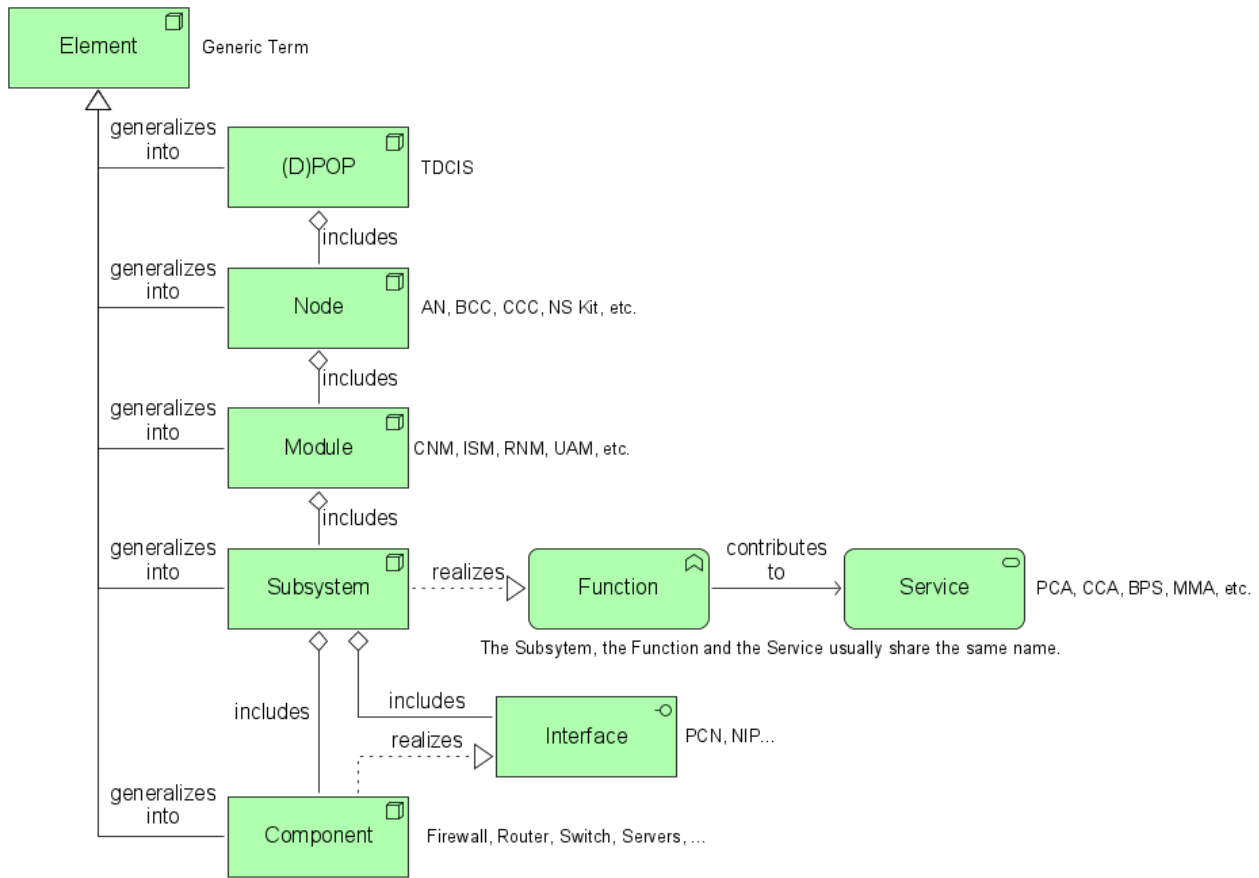 Element
Generic Term
generalizes
into
(D)POP
TDCIS
includes
generalizes
into
Node
AN, BCC, CCC, NS Kit, etc.
includes
generalizes
into
Module
CNM, ISM, RNM, UAM, etc.
includes
generalizes
into
Subsystem
realizes
Function
contributes
to
Service
PCA, CCA, BPS, MMA, etc.
The Subsytem, the Function and the Service usually share the same name.
includes
includes
realizes
Interface
PCN, NIP...
generalizes
into
Component
Firewall, Router, Switch, Servers, ...